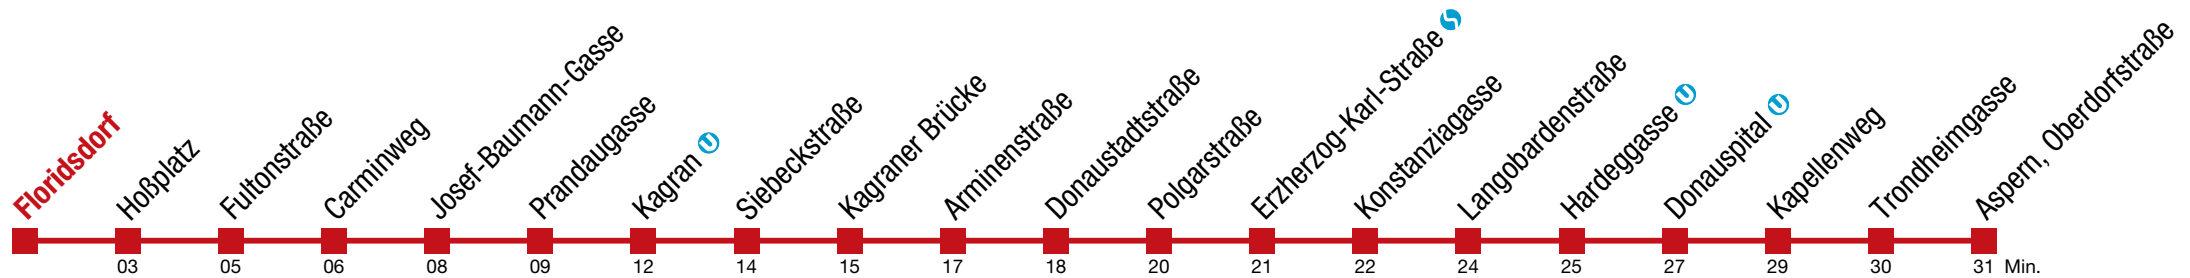 Floridsdorf
Hoßplatz
Fultonstraße
Carminweg
Josef-Baumann-Gasse
Prandaugasse
Kagran U
Siebeckstraße
Kagraner Brücke
Arminenstraße
Donaustadtstraße
Polgarstraße
Erzherzog-Karl-Straße S
Konstanziagasse
Langobardenstraße
Hardeggasse U
Donauspital U
Kapellenweg
Trondheimgasse
Aspern, Oberdorfstraße
03 05 06 08 09 12 14 15 17 18 20 21 22 24 25 27 29 30 31 Min.